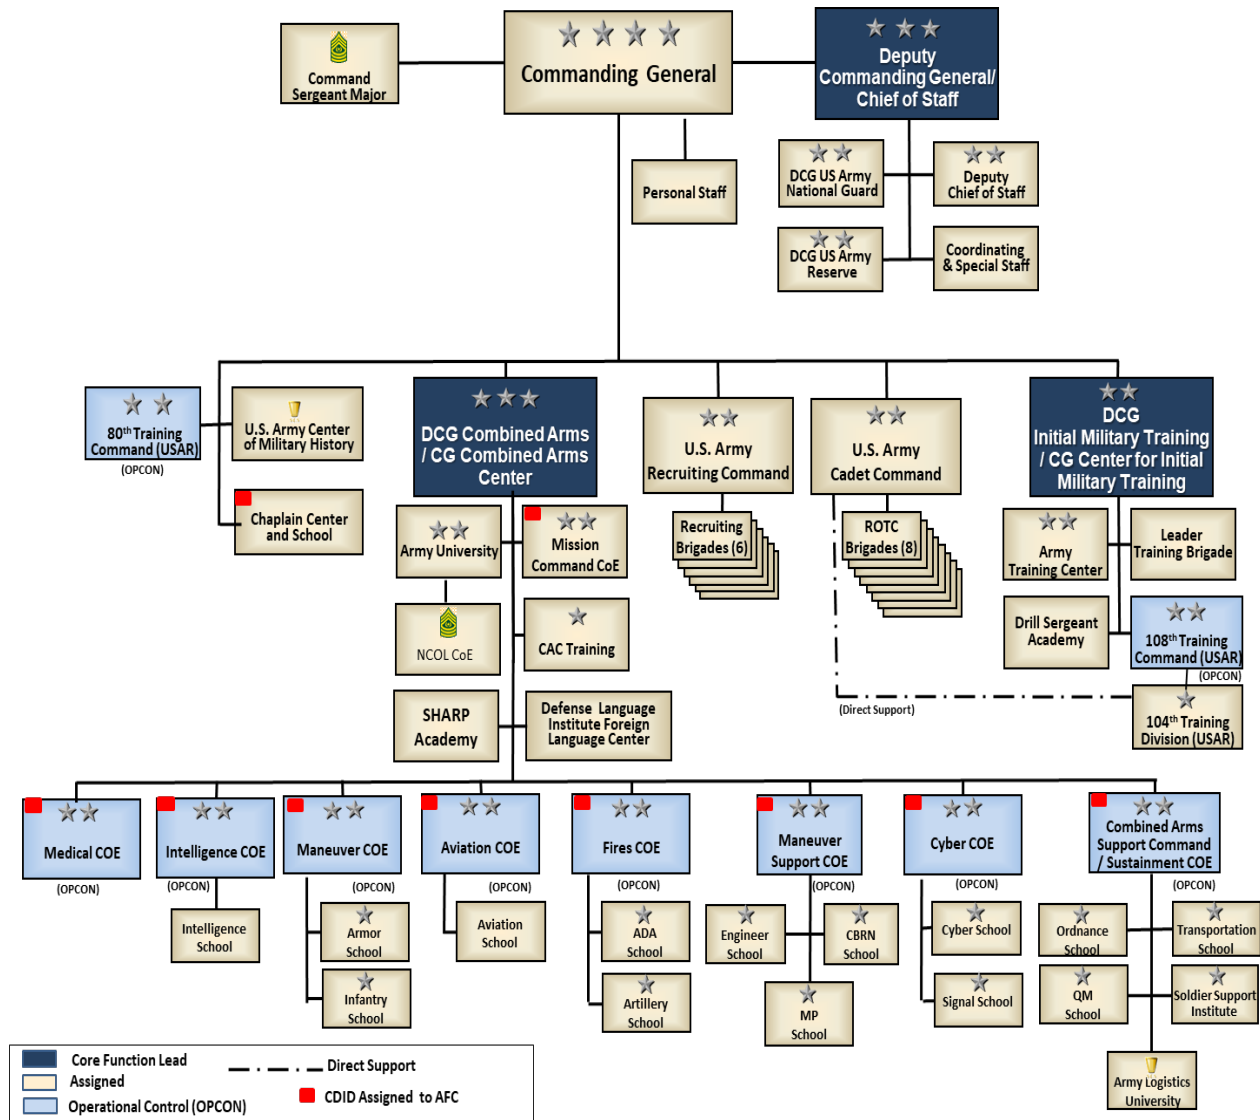 Command
Sergeant Major
Commanding General
Deputy
Commanding General/
Chief of Staff
Personal Staff
DCG US Army
National Guard
Deputy
Chief of Staff
DCG US Army
Reserve
Coordinating
& Special Staff
80th Training
Command (USAR)
(OPCON)
U.S. Army Center
of Military History
Chaplain Center
and School
DCG Combined Arms
/ CG Combined Arms
Center
U.S. Army
Recruiting Command
U.S. Army
Cadet Command
DCG
Initial Military Training
/ CG Center for Initial
Military Training
Army University
Mission
Command CoE
NCOL CoE
CAC Training
SHARP
Academy
Defense Language
Institute Foreign
Language Center
Recruiting
Brigades (6)
ROTC
Brigades (8)
Army
Training Center
Leader
Training Brigade
Drill Sergeant
Academy
108th Training
Command (USAR)
(OPCON)
(Direct Support)
104th Training
Division (USAR)
Medical COE
(OPCON)
Intelligence COE
(OPCON)
Maneuver COE
(OPCON)
Aviation COE
(OPCON)
Fires COE
(OPCON)
Maneuver
Support COE
(OPCON)
Cyber COE
(OPCON)
Combined Arms
Support Command
/ Sustainment COE
(OPCON)
Intelligence
School
Armor
School
Infantry
School
Aviation
School
ADA
School
Artillery
School
Engineer
School
CBRN
School
MP
School
Cyber School
Signal School
Ordnance
School
Transportation
School
QM
School
Soldier Support
Institute
Army Logistics
University
Core Function Lead
Assigned
Operational Control (OPCON)
Direct Support
CDID Assigned to AFC